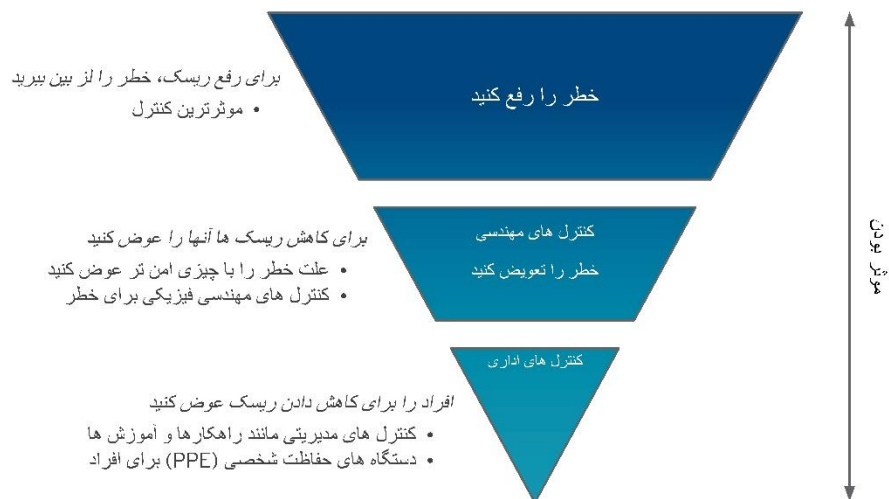 برای رفع ریسک، خطر را از بین ببرید
• موثرترین کنترل
خطر را رفع کنید
برای کاهش ریسک ها آنها را عوض کنید
• علت خطر را با چیزی امن تر عوض کنید
• کنترل های مهندسی فیزیکی برای خطر
کنترل های مهندسی
خطر را تعویض کنید
افراد را برای کاهش دادن ریسک عوض کنید
• کنترل های مدیریتی مانند راهکارها و آموزش ها
• دستگاه های حفاظت شخصی (PPE) برای افراد
کنترل های اداری
موثر بودن